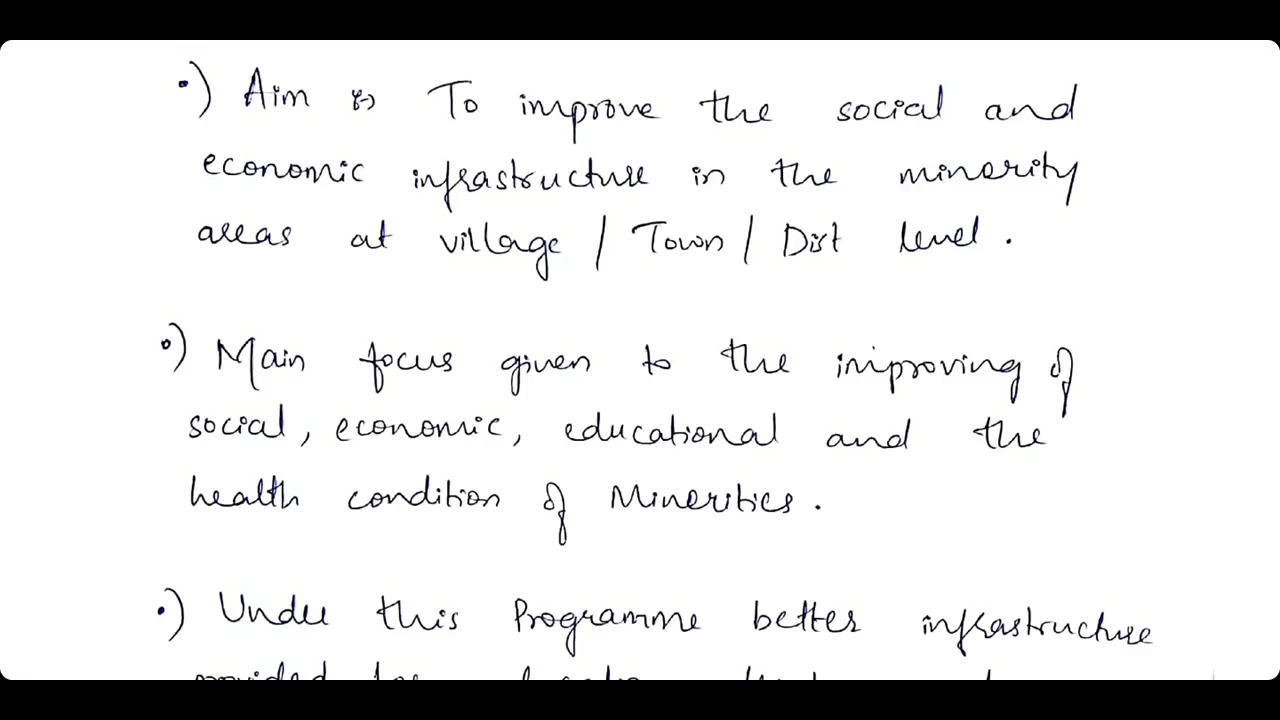 •) Aim :→ To improve the social and
economic infrastructure in the minority
areas at village / Town / Dist level .
•) Main focus given to the improving of
social, economic, educational and the
health condition of Minorities .
•) Under this Programme better infrastructure
provided for